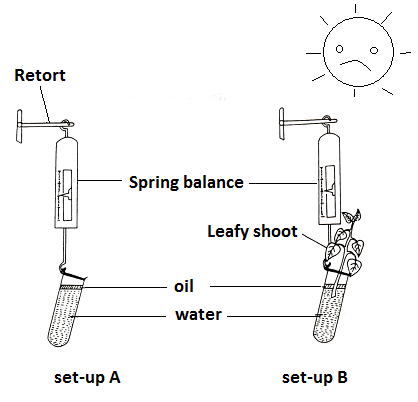 Retort
Spring balance
Leafy shoot
oil
water
set-up A
set-up B